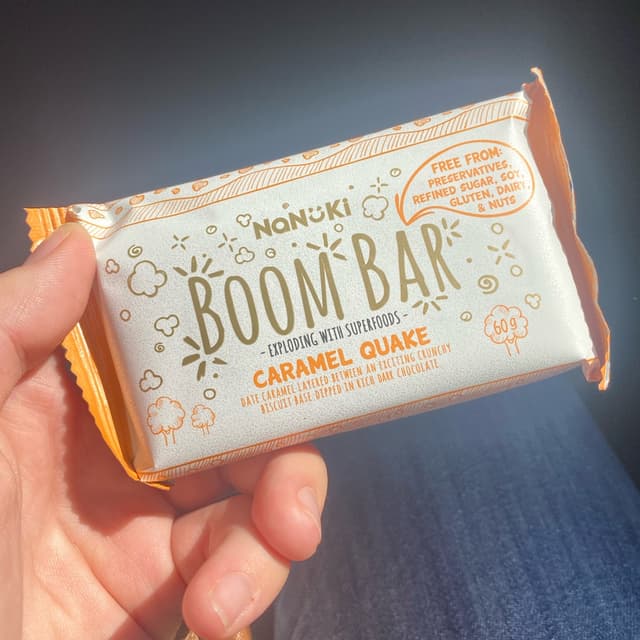 NaNüKi
BOOM BAR
- EXPLODING WITH SUPERFOODS -
CARAMEL QUAKE
DATE CARAMEL LAYERED BETWEEN AN EXCITING CRUNCHY
BISCUIT BASE DIPPED IN RICH DARK CHOCOLATE
FREE FROM:
PRESERVATIVES,
REFINED SUGAR, SOY,
GLUTEN, DAIRY,
& NUTS
60g